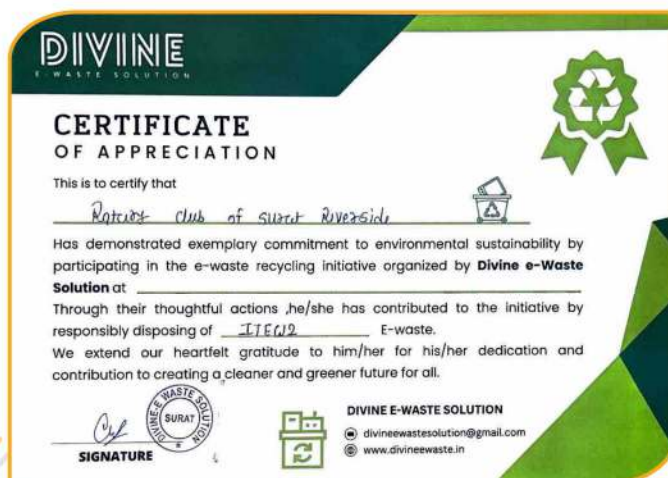 DIVINE
E-WASTE SOLUTION
CERTIFICATE
OF APPRECIATION
This is to certify that
Rotary club of Surat Riverside
Has demonstrated exemplary commitment to environmental sustainability by
participating in the e-waste recycling initiative organized by Divine e-Waste
Solution at
Through their thoughtful actions ,he/she has contributed to the initiative by
responsibly disposing of ITEW2 E-waste.
We extend our heartfelt gratitude to him/her for his/her dedication and
contribution to creating a cleaner and greener future for all.
DIVINE-E WASTE SOLUTION
SURAT
SIGNATURE
DIVINE E-WASTE SOLUTION
divineewastesolution@gmail.com
www.divineewaste.in